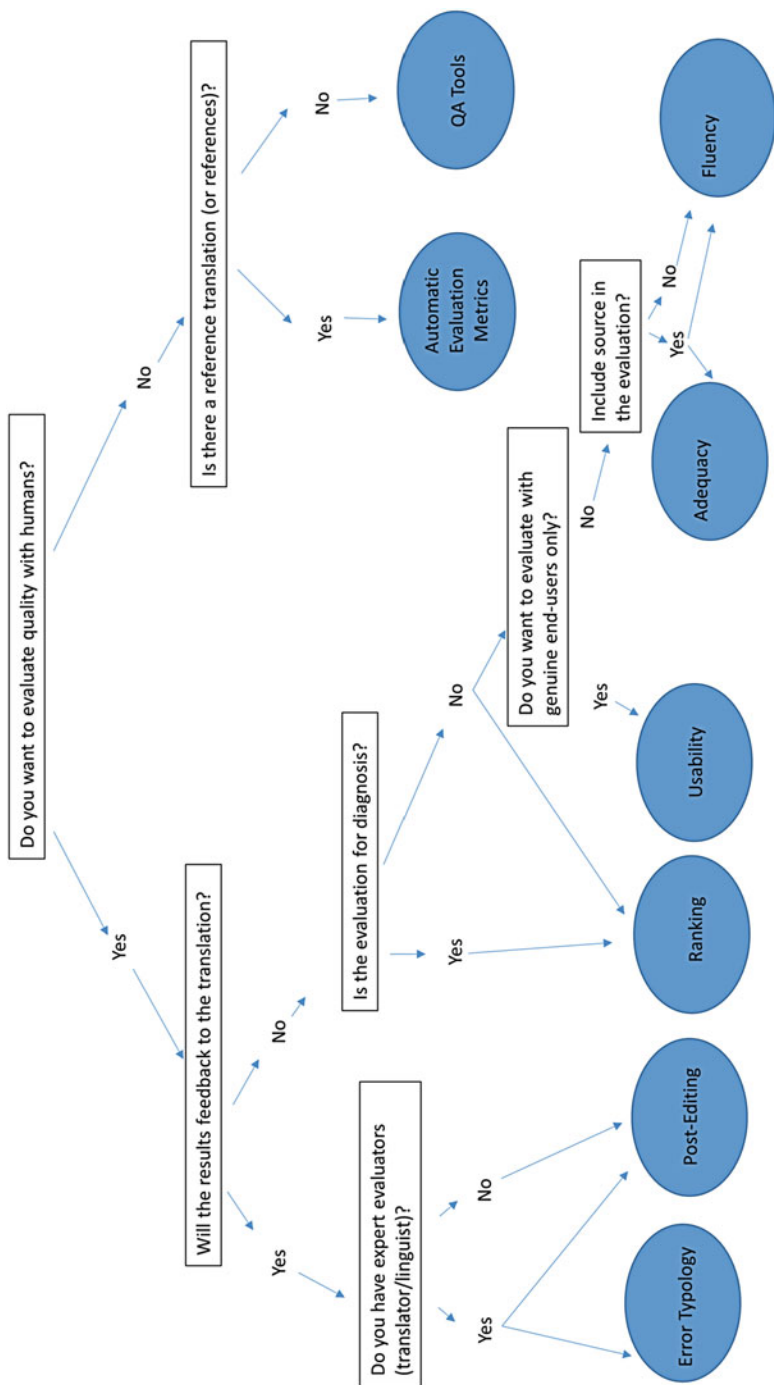 Do you want to evaluate quality with humans?
Yes
No
Will the results feedback to the translation?
Is there a reference translation (or references)?
Yes
No
Yes
No
Do you have expert evaluators
(translator/linguist)?
Is the evaluation for diagnosis?
Automatic
Evaluation
Metrics
QA Tools
Yes
No
Yes
No
Do you want to evaluate with
genuine end-users only?
Yes
No
Include source in
the evaluation?
Yes
No
Error Typology
Post-Editing
Ranking
Usability
Adequacy
Fluency